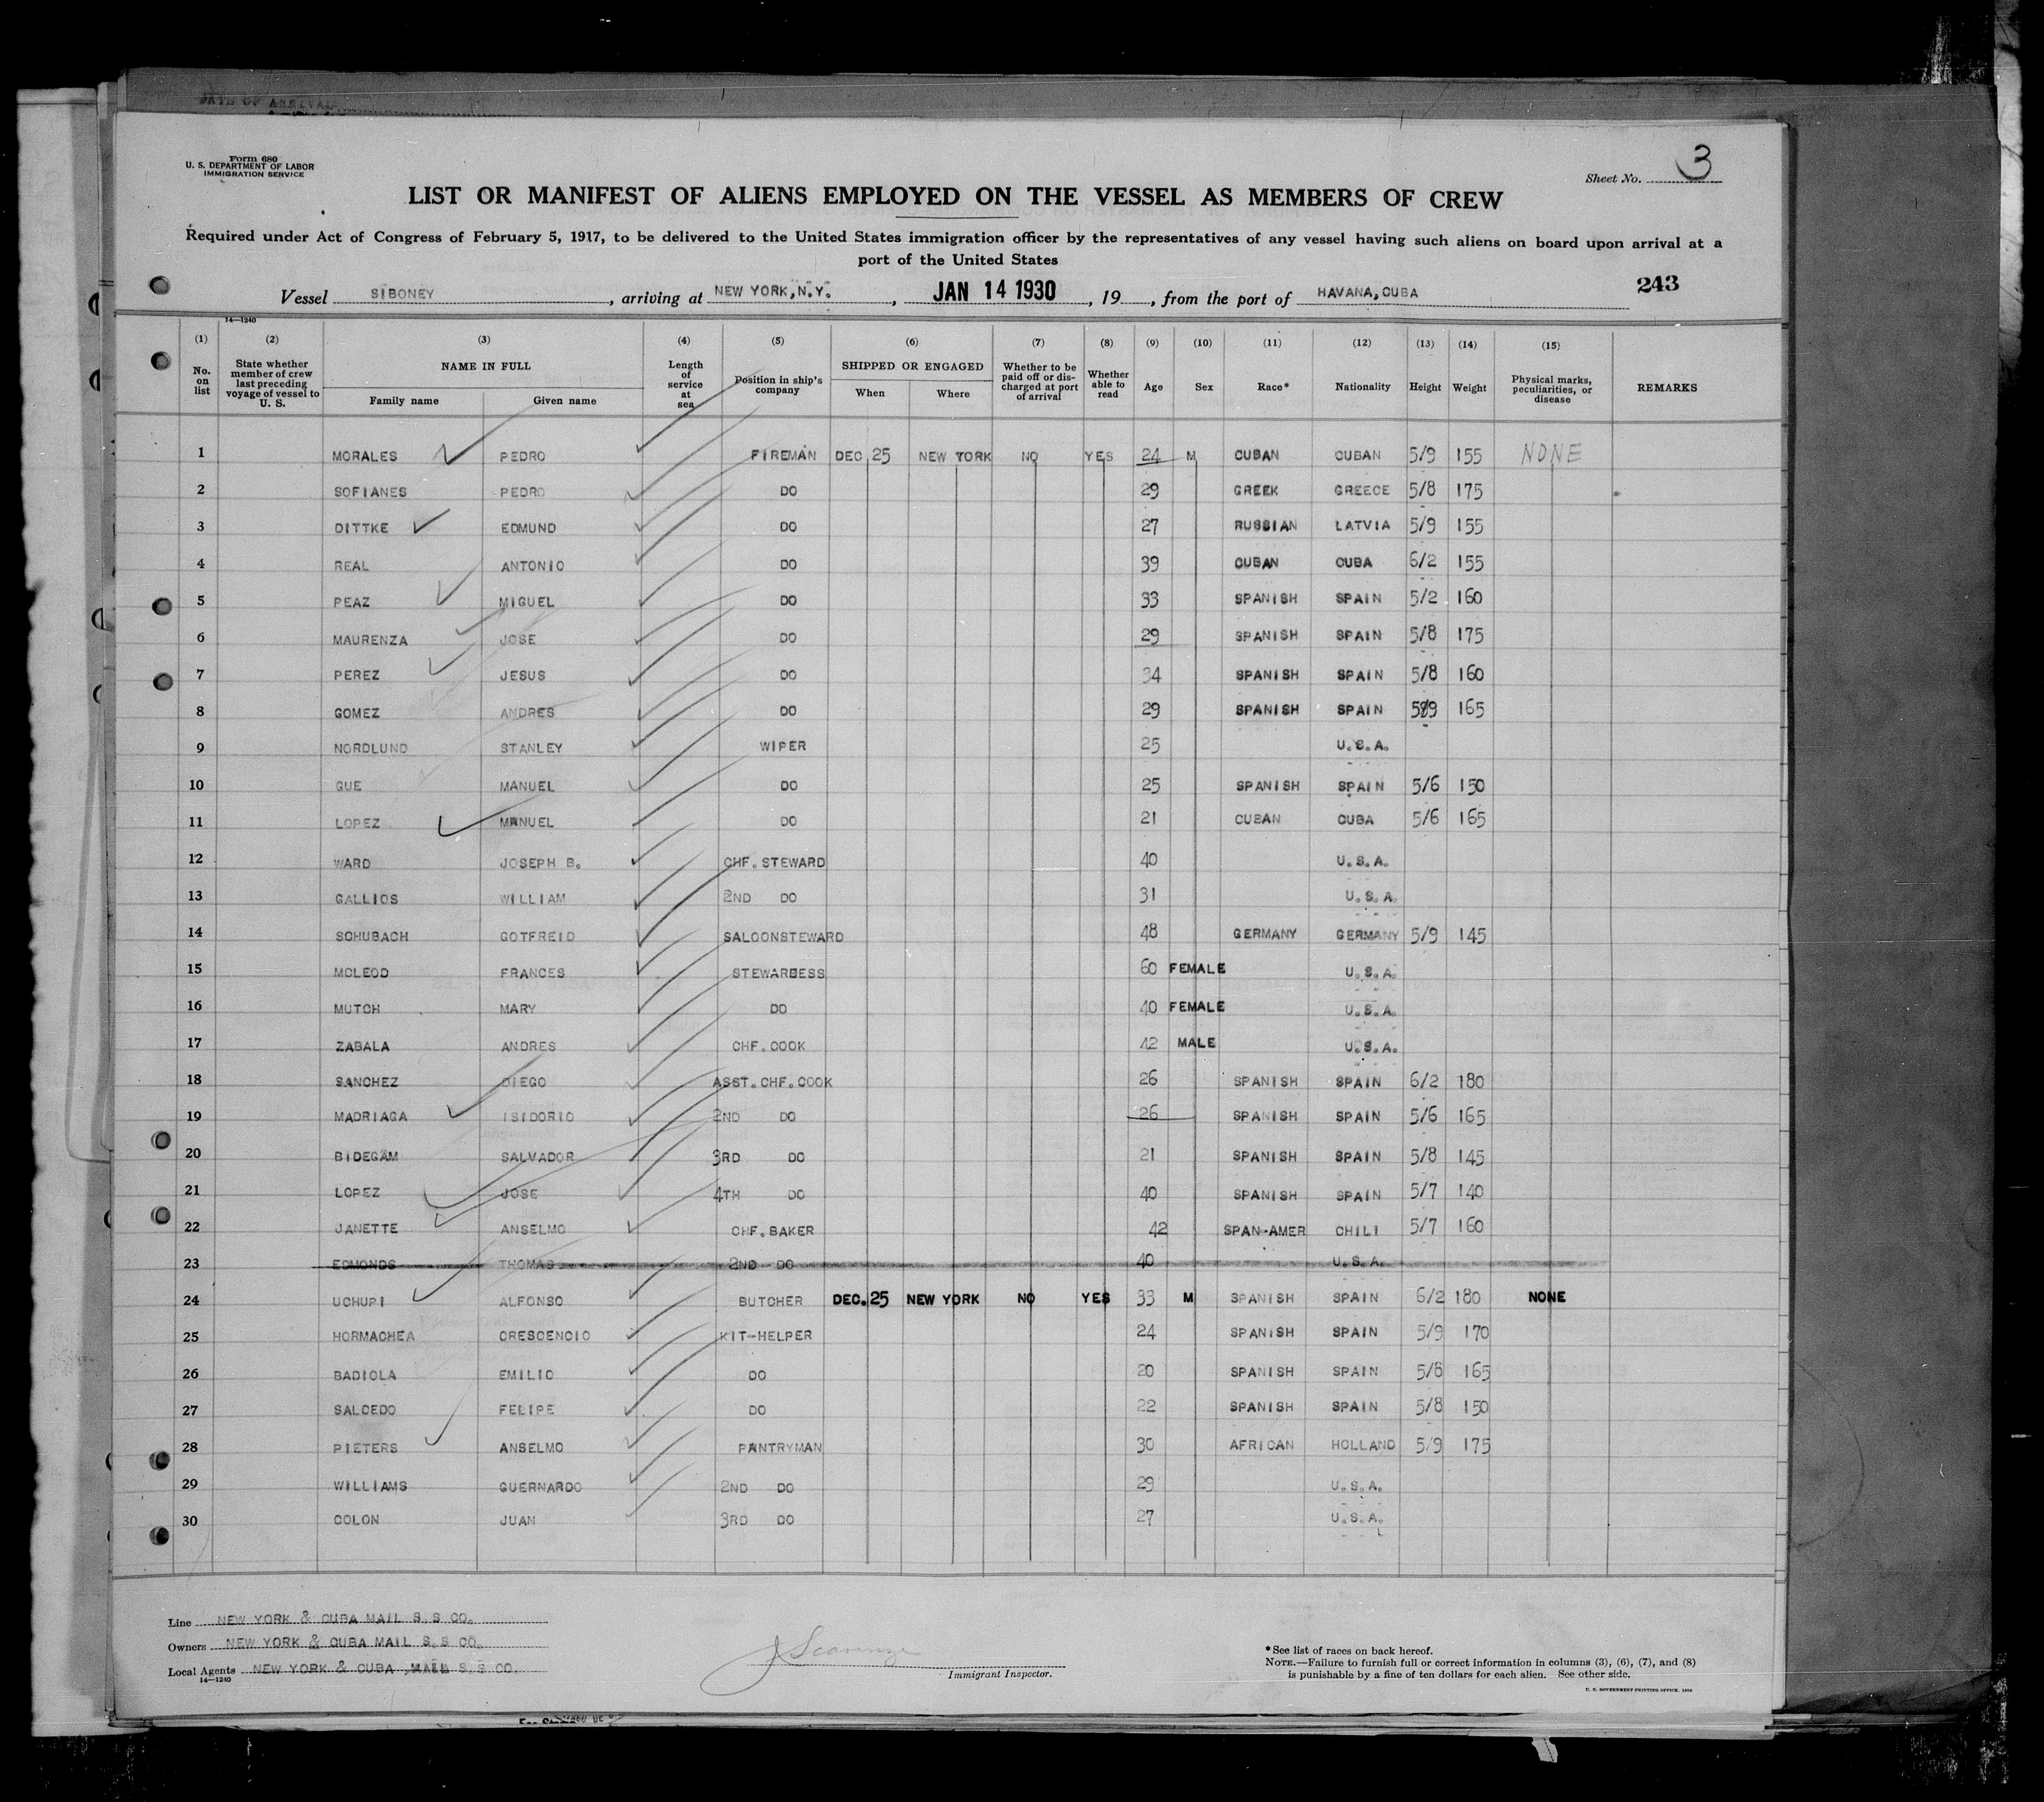 DATE OF ARRIVAL
Form 680
U. S. DEPARTMENT OF LABOR
IMMIGRATION SERVICE
Sheet No. 3
LIST OR MANIFEST OF ALIENS EMPLOYED ON THE VESSEL AS MEMBERS OF CREW
Required under Act of Congress of February 5, 1917, to be delivered to the United States immigration officer by the representatives of any vessel having such aliens on board upon arrival at a
port of the United States
243
Vessel SIBONEY, arriving at NEW YORK, N.Y., JAN 14 1930, 19 , from the port of HAVANA, CUBA
14—1240
(1) (2) (3) (4) (5) (6) (7) (8) (9) (10) (11) (12) (13) (14) (15)
No. on list State whether member of crew last preceding voyage of vessel to U. S. NAME IN FULL Family name Given name Length of service at sea Position in ship's company SHIPPED OR ENGAGED When Where Whether to be paid off or discharged at port of arrival Whether able to read Age Sex Race* Nationality Height Weight Physical marks, peculiarities, or disease REMARKS
1 MORALES PEDRO FIREMAN DEC 25 NEW YORK NO YES 24 M CUBAN CUBAN 5/9 155 NONE
2 SOFIANES PEDRO DO 29 GREEK GREECE 5/8 175
3 DITTKE EDMUND DO 27 RUSSIAN LATVIA 5/9 155
4 REAL ANTONIO DO 39 CUBAN CUBA 6/2 155
5 PEAZ MIGUEL DO 33 SPANISH SPAIN 5/2 160
6 MAURENZA JOSE DO 29 SPANISH SPAIN 5/8 175
7 PEREZ JESUS DO 34 SPANISH SPAIN 5/8 160
8 GOMEZ ANDRES DO 29 SPANISH SPAIN 5/9 165
9 NORDLUND STANLEY WIPER 25 U.S.A.
10 GUE MANUEL DO 25 SPANISH SPAIN 5/6 150
11 LOPEZ MANUEL DO 21 CUBAN CUBA 5/6 165
12 WARD JOSEPH B. CHF. STEWARD 40 U.S.A.
13 GALLIOS WILLIAM 2ND DO 31 U.S.A.
14 SCHUBACH GOTFREID SALOONSTEWARD 48 GERMANY GERMANY 5/9 145
15 MCLEOD FRANCES STEWARDESS 60 FEMALE U.S.A.
16 MUTCH MARY DO 40 FEMALE U.S.A.
17 ZABALA ANDRES CHF. COOK 42 MALE U.S.A.
18 SANCHEZ DIEGO ASST. CHF. COOK 26 SPANISH SPAIN 6/2 180
19 MADRIAGA ISIDORIO 2ND DO 26 SPANISH SPAIN 5/6 165
20 BIDEGAM SALVADOR 3RD DO 21 SPANISH SPAIN 5/8 145
21 LOPEZ JOSE 4TH DO 40 SPANISH SPAIN 5/7 140
22 JANETTE ANSELMO CHF. BAKER 42 SPAN-AMER CHILI 5/7 160
23 EDMONDS THOMAS 2ND DO 40 U.S.A.
24 UCHUPI ALFONSO BUTCHER DEC. 25 NEW YORK NO YES 33 M SPANISH SPAIN 6/2 180 NONE
25 HORMACHEA CRESCENCIO KIT-HELPER 24 SPANISH SPAIN 5/9 170
26 BADIOLA EMILIO DO 20 SPANISH SPAIN 5/8 165
27 SALCEDO FELIPE DO 22 SPANISH SPAIN 5/8 150
28 PIETERS ANSELMO PANTRYMAN 30 AFRICAN HOLLAND 5/9 175
29 WILLIAMS GUERNARDO 2ND DO 29 U.S.A.
30 COLON JUAN 3RD DO 27 U.S.A.
Line NEW YORK & CUBA MAIL S.S CO.
Owners NEW YORK & CUBA MAIL S.S CO.
Local Agents NEW YORK & CUBA MAIL S.S CO.
14—1240
Immigrant Inspector.
*See list of races on back hereof.
NOTE.—Failure to furnish full or correct information in columns (3), (6), (7), and (8)
is punishable by a fine of ten dollars for each alien. See other side.
U. S. GOVERNMENT PRINTING OFFICE. 1929